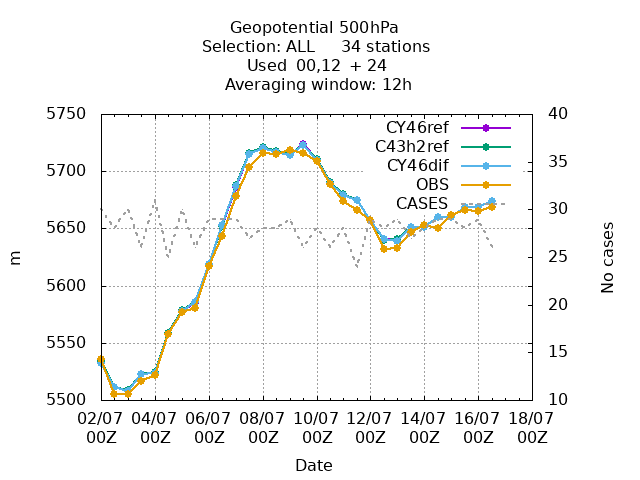 Geopotential 500hPa
Selection: ALL 34 stations
Used 00,12 + 24
Averaging window: 12h
CY46ref
C43h2ref
CY46dif
OBS
CASES
5750
5700
5650
5600
5550
5500
m
40
35
30
25
20
15
10
No cases
02/07 04/07 06/07 08/07 10/07 12/07 14/07 16/07 18/07
00Z 00Z 00Z 00Z 00Z 00Z 00Z 00Z 00Z
Date